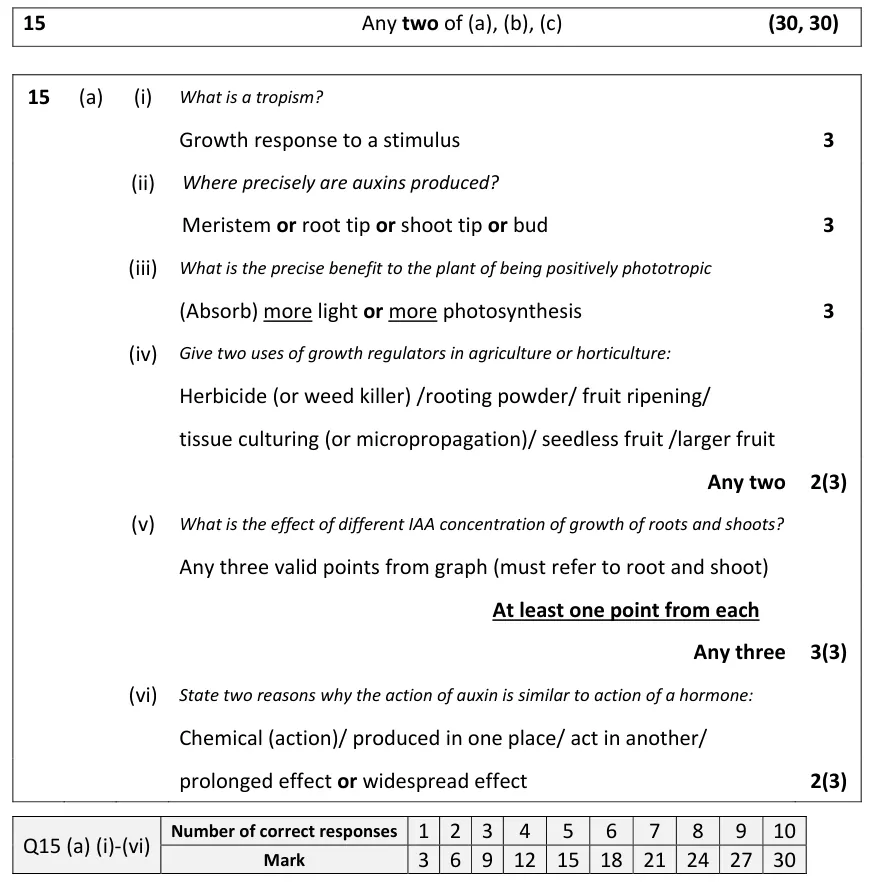 15 Any two of (a), (b), (c) (30, 30)
15 (a) (i) What is a tropism?
Growth response to a stimulus 3
(ii) Where precisely are auxins produced?
Meristem or root tip or shoot tip or bud 3
(iii) What is the precise benefit to the plant of being positively phototropic
(Absorb) more light or more photosynthesis 3
(iv) Give two uses of growth regulators in agriculture or horticulture:
Herbicide (or weed killer) /rooting powder/ fruit ripening/
tissue culturing (or micropropagation)/ seedless fruit /larger fruit
Any two 2(3)
(v) What is the effect of different IAA concentration of growth of roots and shoots?
Any three valid points from graph (must refer to root and shoot)
At least one point from each
Any three 3(3)
(vi) State two reasons why the action of auxin is similar to action of a hormone:
Chemical (action)/ produced in one place/ act in another/
prolonged effect or widespread effect 2(3)
Q15 (a) (i)-(vi) Number of correct responses 1 2 3 4 5 6 7 8 9 10
Mark 3 6 9 12 15 18 21 24 27 30